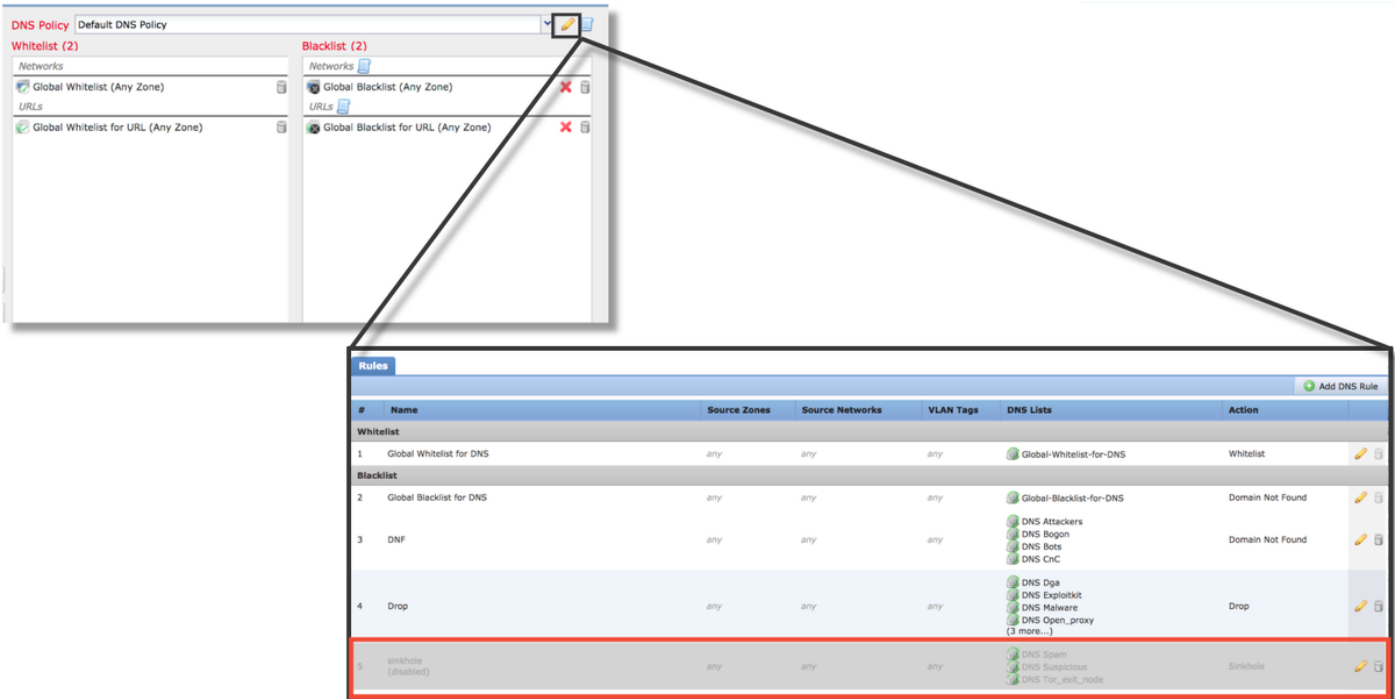 DNS Policy Default DNS Policy
Whitelist (2) Blacklist (2)
Networks Networks
Global Whitelist (Any Zone) Global Blacklist (Any Zone)
URLs URLs
Global Whitelist for URL (Any Zone) Global Blacklist for URL (Any Zone)
Rules
Add DNS Rule
# Name Source Zones Source Networks VLAN Tags DNS Lists Action
Whitelist
1 Global Whitelist for DNS any any any Global-Whitelist-for-DNS Whitelist
Blacklist
2 Global Blacklist for DNS any any any Global-Blacklist-for-DNS Domain Not Found
DNS Attackers
DNS Bogon
3 DNF any any any DNS Bots Domain Not Found
DNS CnC
DNS Dga
DNS Exploitkit
4 Drop any any any DNS Malware Drop
DNS Open_proxy
(3 more...)
sinkhole DNS Spam
5 (disabled) any any any DNS Suspicious Sinkhole
DNS Tor_exit_node